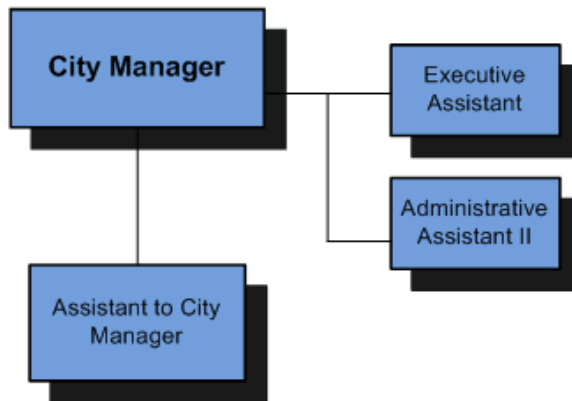 City Manager
Executive
Assistant
Administrative
Assistant II
Assistant to City
Manager